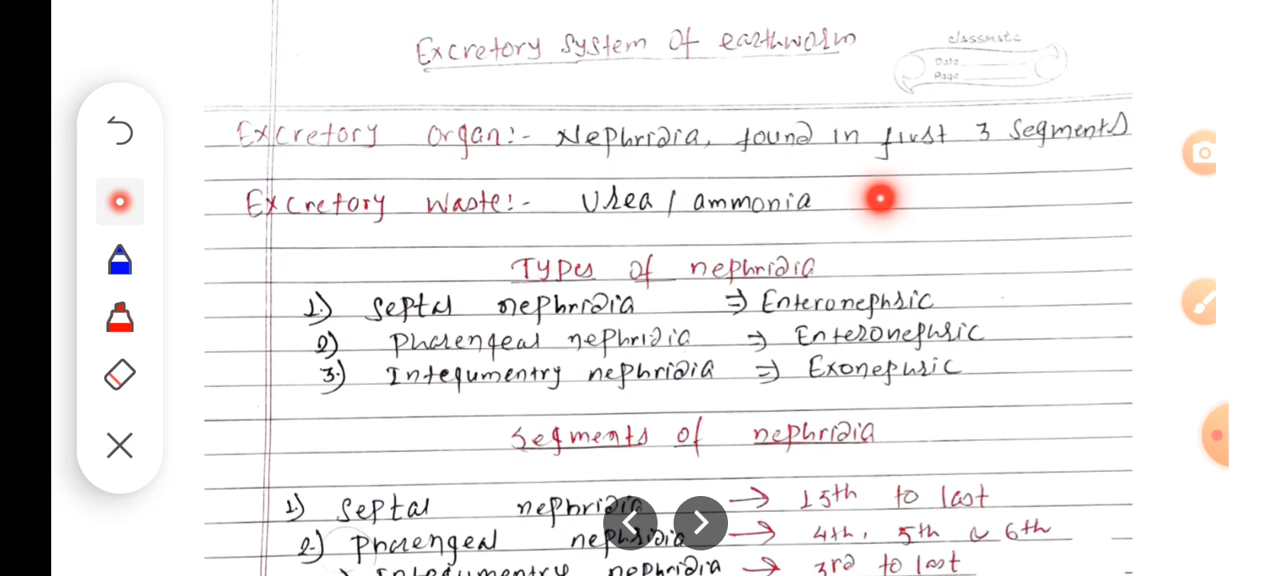 Excretory System of earthworm
classmate
Date
Page
Excretory Organ:- Nephridia, found in first 3 segments
Excretory Waste:- Urea / ammonia
Types of nephridia
1.) Septal nephridia => Enteronephric
2) Pharengeal nephridia => Enteronephric
3.) Integumentry nephridia => Exonephric
Segments of nephridia
1) Septal nephridia → 15th to last
2.) Pharengeal nephridia → 4th, 5th & 6th
Integumentry nephridia → 3rd to last